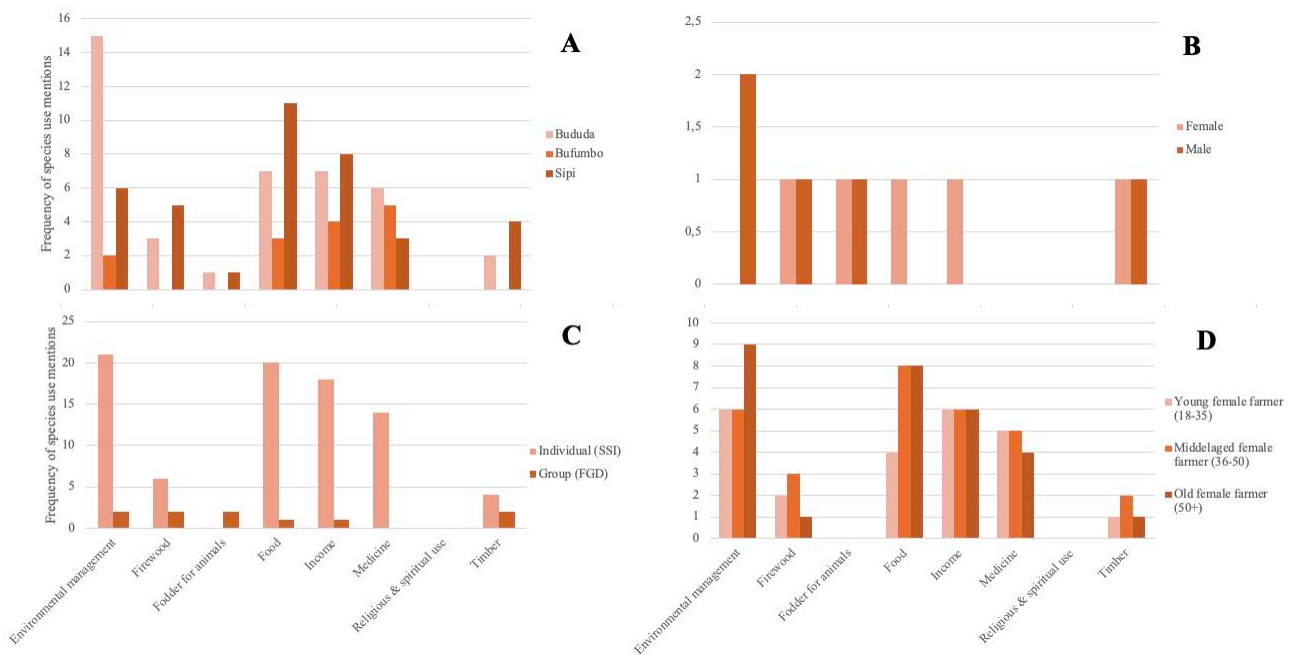 A
Frequency of species use mentions
16
14
12
10
8
6
4
2
0
Bududa
Bufumbo
Sipi
B
2,5
2
1,5
1
0,5
0
Female
Male
C
Frequency of species use mentions
25
20
15
10
5
0
Individual (SSI)
Group (FGD)
Environmental management
Firewood
Fodder for animals
Food
Income
Medicine
Religious & spiritual use
Timber
D
10
9
8
7
6
5
4
3
2
1
0
Young female farmer
(18-35)
Middelaged female
farmer (36-50)
Old female farmer
(50+)
Environmental management
Firewood
Fodder for animals
Food
Income
Medicine
Religious & spiritual use
Timber